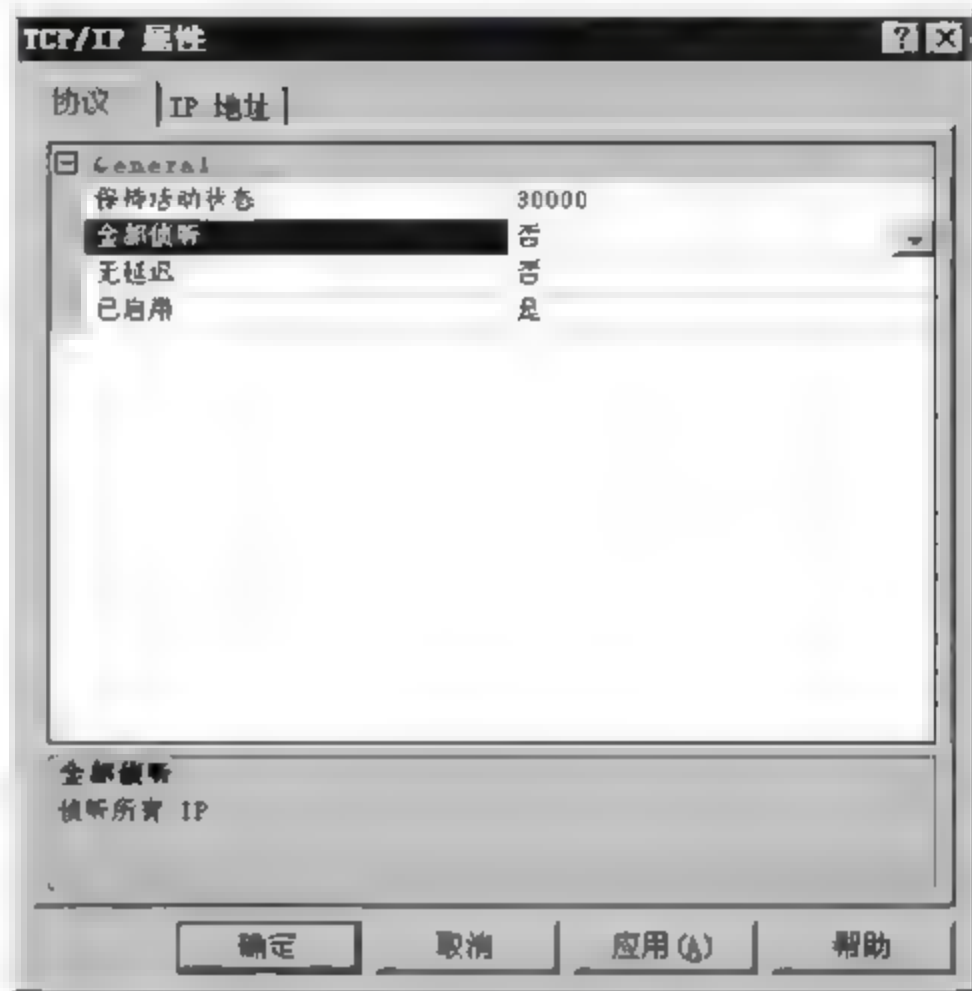 TCP/IP 属性
协议 IP 地址
General
保持活动状态 30000
全部侦听 否
无延迟 否
已启用 是
全部侦听
侦听所有 IP
确定 取消 应用(A) 帮助